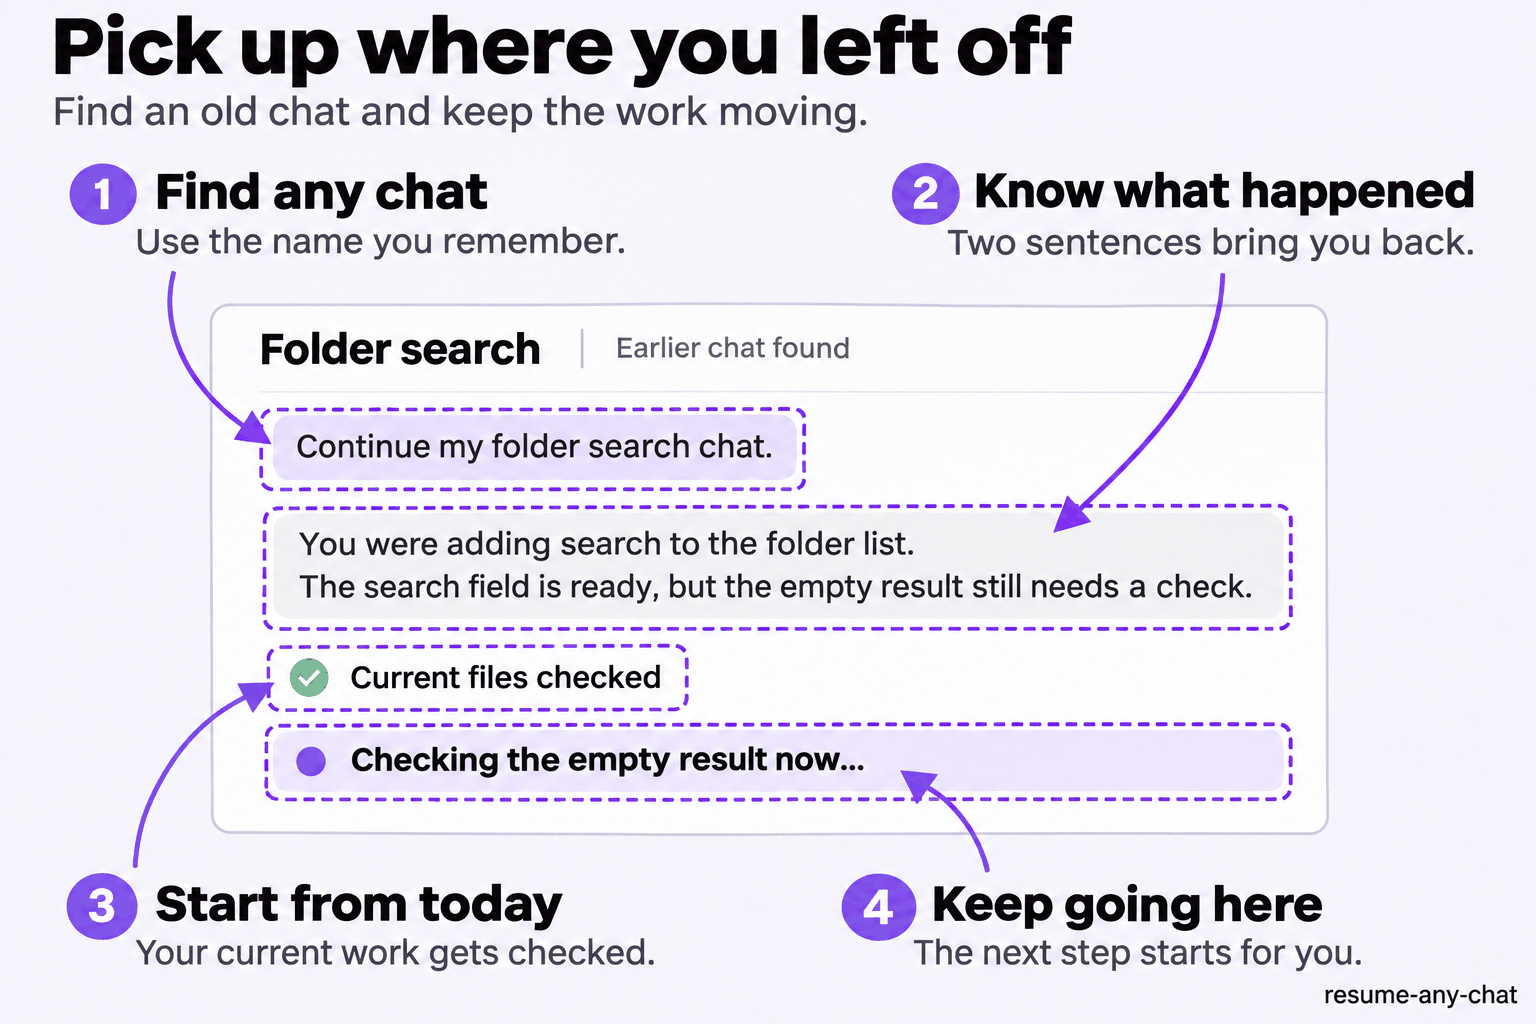 Pick up where you left off
Find an old chat and keep the work moving.
1 Find any chat
Use the name you remember.
2 Know what happened
Two sentences bring you back.
Folder search | Earlier chat found
Continue my folder search chat.
You were adding search to the folder list.
The search field is ready, but the empty result still needs a check.
Current files checked
Checking the empty result now...
3 Start from today
Your current work gets checked.
4 Keep going here
The next step starts for you.
resume-any-chat